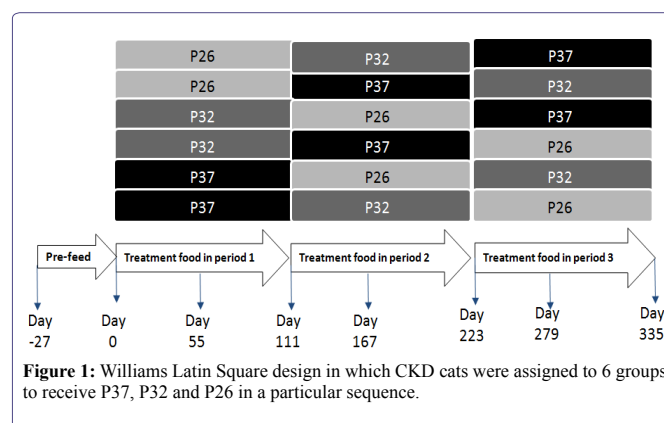 P26 P32 P37
P26 P37 P32
P32 P26 P37
P32 P37 P26
P37 P26 P32
P37 P32 P26
Pre-feed Treatment food in period 1 Treatment food in period 2 Treatment food in period 3
Day Day Day Day Day Day Day Day
-27 0 55 111 167 223 279 335
Figure 1: Williams Latin Square design in which CKD cats were assigned to 6 groups
to receive P37, P32 and P26 in a particular sequence.